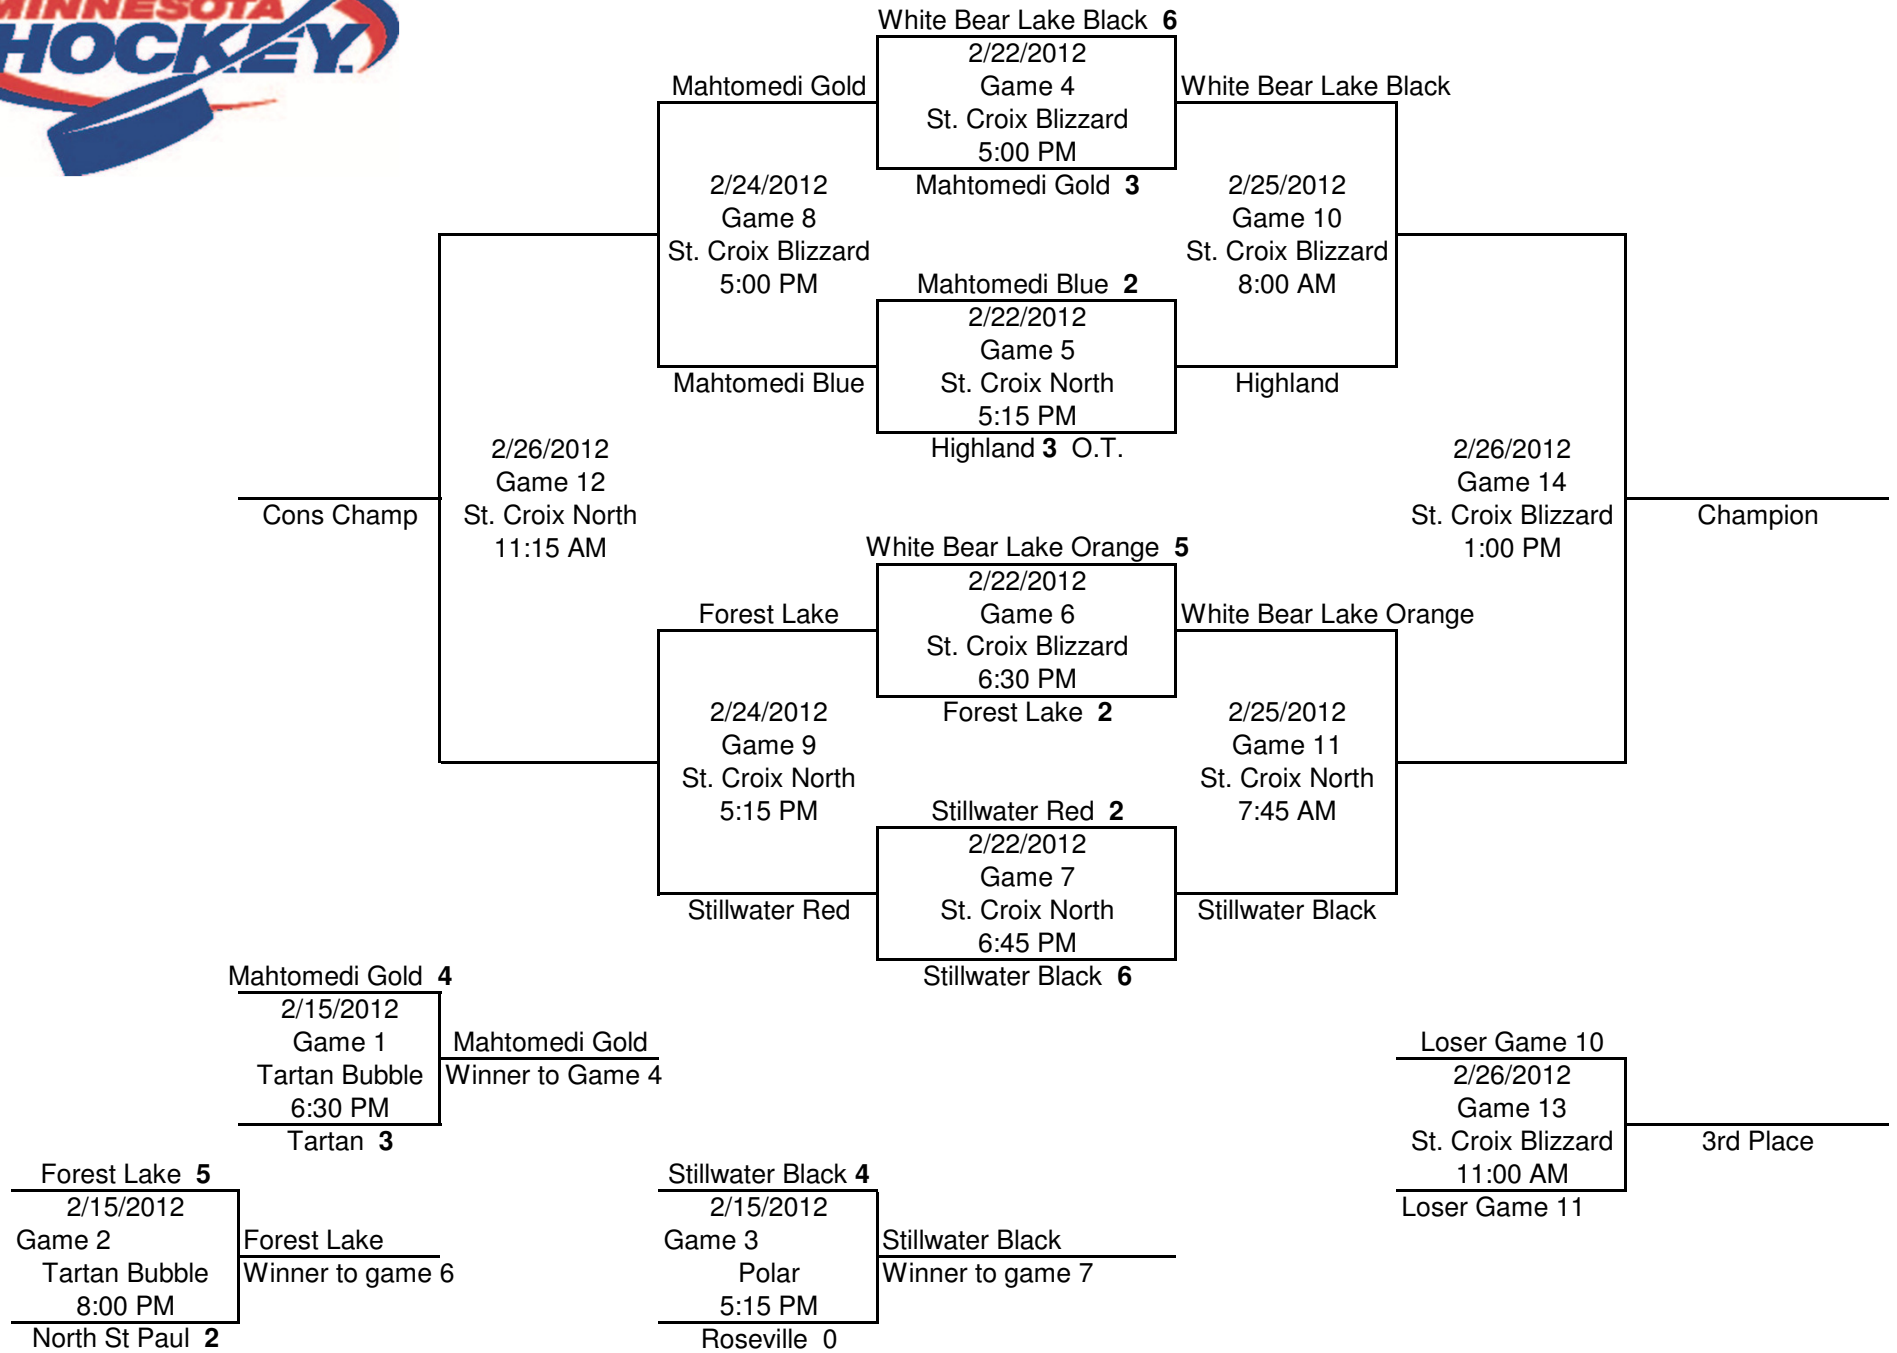 MINNESOTA
HOCKEY
White Bear Lake Black 6
2/22/2012
Game 4
St. Croix Blizzard
5:00 PM
Mahtomedi Gold 3
Mahtomedi Gold
White Bear Lake Black
2/24/2012
Game 8
St. Croix Blizzard
5:00 PM
2/25/2012
Game 10
St. Croix Blizzard
8:00 AM
Mahtomedi Blue 2
2/22/2012
Game 5
St. Croix North
5:15 PM
Highland 3 O.T.
Mahtomedi Blue
Highland
2/26/2012
Game 12
St. Croix North
11:15 AM
Cons Champ
2/26/2012
Game 14
St. Croix Blizzard
1:00 PM
Champion
White Bear Lake Orange 5
2/22/2012
Game 6
St. Croix Blizzard
6:30 PM
Forest Lake 2
Forest Lake
White Bear Lake Orange
2/24/2012
Game 9
St. Croix North
5:15 PM
2/25/2012
Game 11
St. Croix North
7:45 AM
Stillwater Red 2
2/22/2012
Game 7
St. Croix North
6:45 PM
Stillwater Black 6
Stillwater Red
Stillwater Black
Mahtomedi Gold 4
2/15/2012
Game 1
Tartan Bubble
6:30 PM
Tartan 3
Mahtomedi Gold
Winner to Game 4
Loser Game 10
2/26/2012
Game 13
St. Croix Blizzard
11:00 AM
Loser Game 11
3rd Place
Forest Lake 5
2/15/2012
Game 2
Tartan Bubble
8:00 PM
North St Paul 2
Forest Lake
Winner to game 6
Stillwater Black 4
2/15/2012
Game 3
Polar
5:15 PM
Roseville 0
Stillwater Black
Winner to game 7